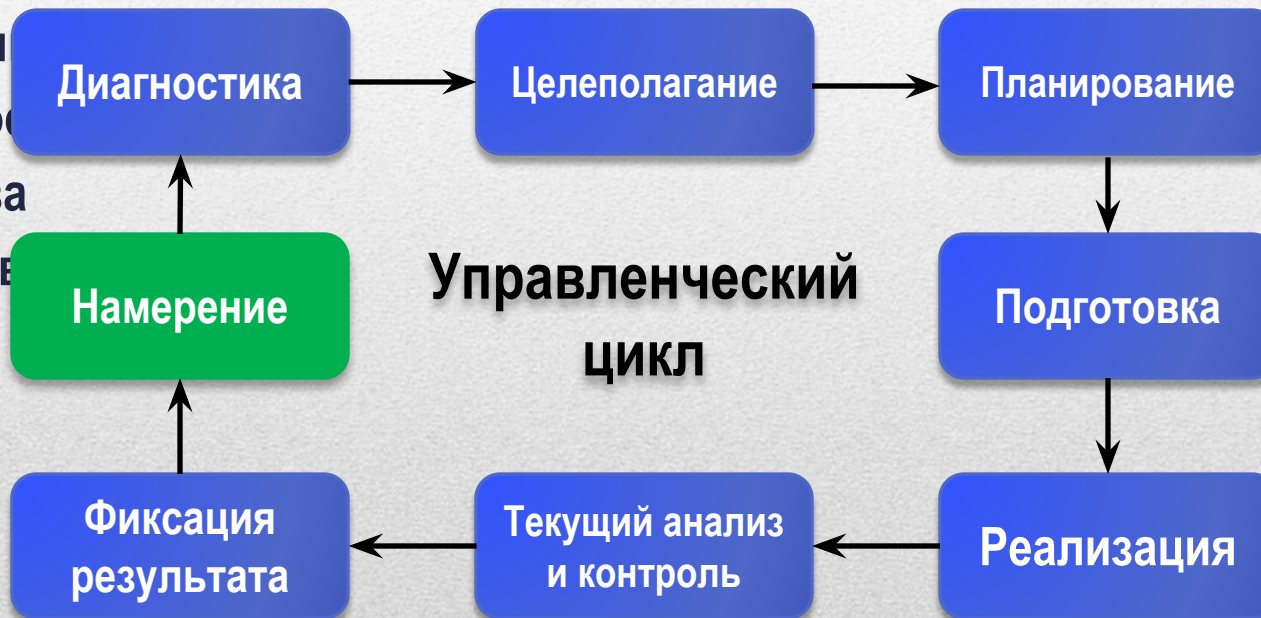 Диагностика
Целеполагание
Планирование
Намерение
Управленческий
цикл
Подготовка
Фиксация
результата
Текущий анализ
и контроль
Реализация